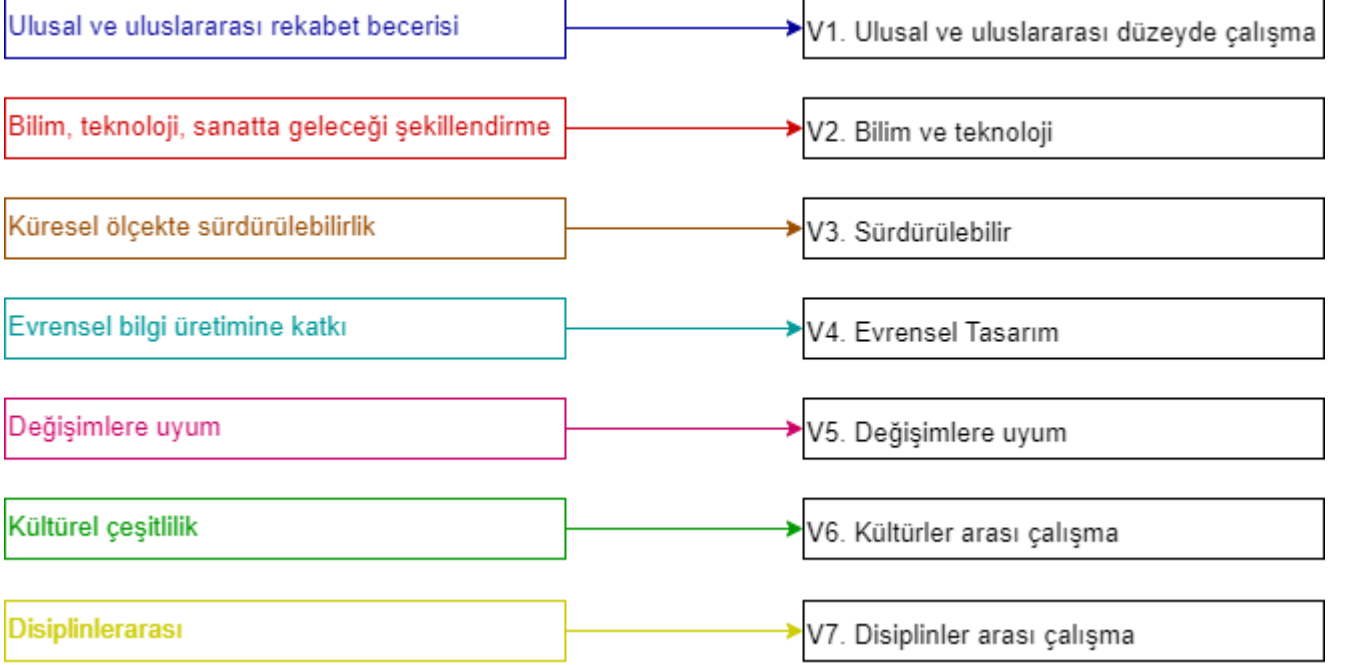 Ulusal ve uluslararası rekabet becerisi
V1. Ulusal ve uluslararası düzeyde çalışma
Bilim, teknoloji, sanatta geleceği şekillendirme
V2. Bilim ve teknoloji
Küresel ölçekte sürdürülebilirlik
V3. Sürdürülebilir
Evrensel bilgi üretimine katkı
V4. Evrensel Tasarım
Değişimlere uyum
V5. Değişimlere uyum
Kültürel çeşitlilik
V6. Kültürler arası çalışma
Disiplinlerarası
V7. Disiplinler arası çalışma